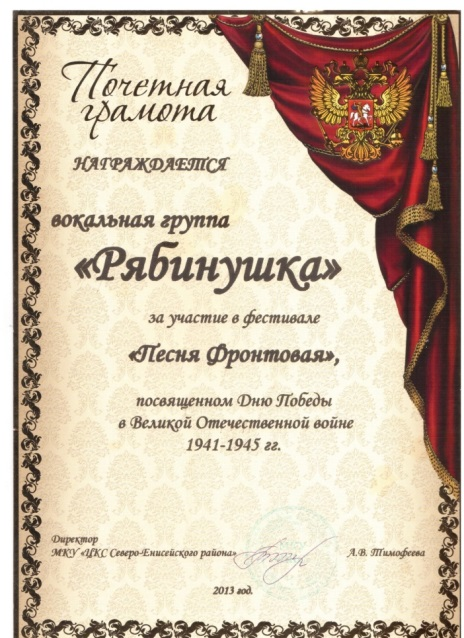 Почетная
грамота
НАГРАЖДАЕТСЯ
вокальная группа
«Рябинушка»
за участие в фестивале
«Песня Фронтовая»,
посвященном Дню Победы
в Великой Отечественной войне
1941-1945 гг.
Директор
МКУ «ЦКС Северо-Енисейского района» А.В. Тимофеева
2013 год.